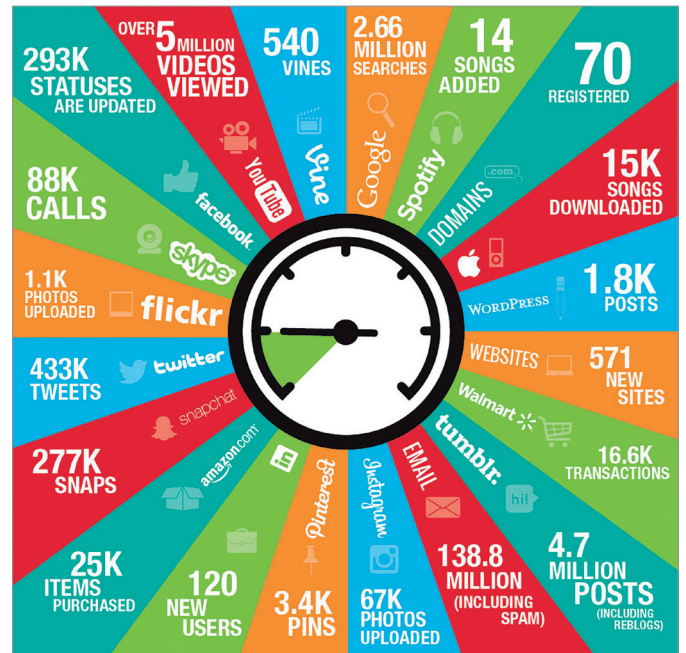 293K
STATUSES
ARE UPDATED
facebook
OVER 5 MILLION
VIDEOS
VIEWED
YouTube
540
VINES
Vine
2.66
MILLION
SEARCHES
Google
14
SONGS
ADDED
Spotify
70
REGISTERED
.com
DOMAINS
15K
SONGS
DOWNLOADED
1.8K
POSTS
WORDPRESS
571
NEW
SITES
WEBSITES
Walmart
16.6K
TRANSACTIONS
tumblr.
hi!
4.7
MILLION
POSTS
(INCLUDING
REBLOGS)
EMAIL
138.8
MILLION
(INCLUDING
SPAM)
Instagram
67K
PHOTOS
UPLOADED
Pinterest
3.4K
PINS
in
120
NEW
USERS
amazon.com
25K
ITEMS
PURCHASED
snapchat
277K
SNAPS
twitter
433K
TWEETS
flickr
1.1K
PHOTOS
UPLOADED
skype
88K
CALLS